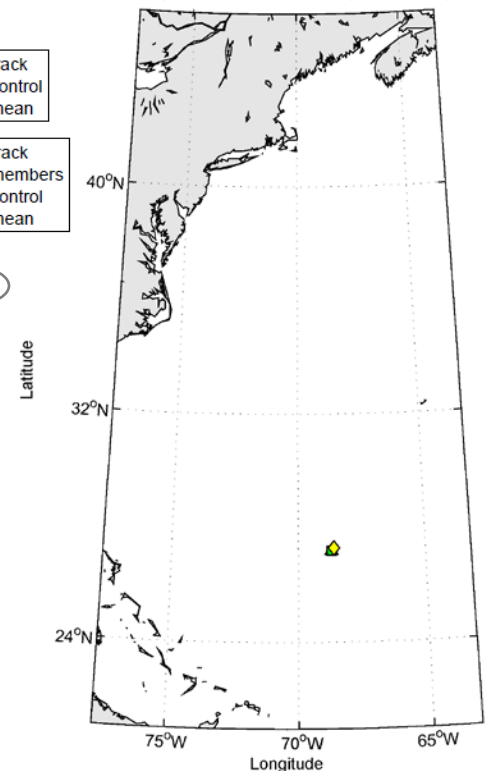 rack
ontrol
nean
rack
nembers
ontrol
nean
40°N
32°N
24°N
Latitude
75°W
70°W
65°W
Longitude